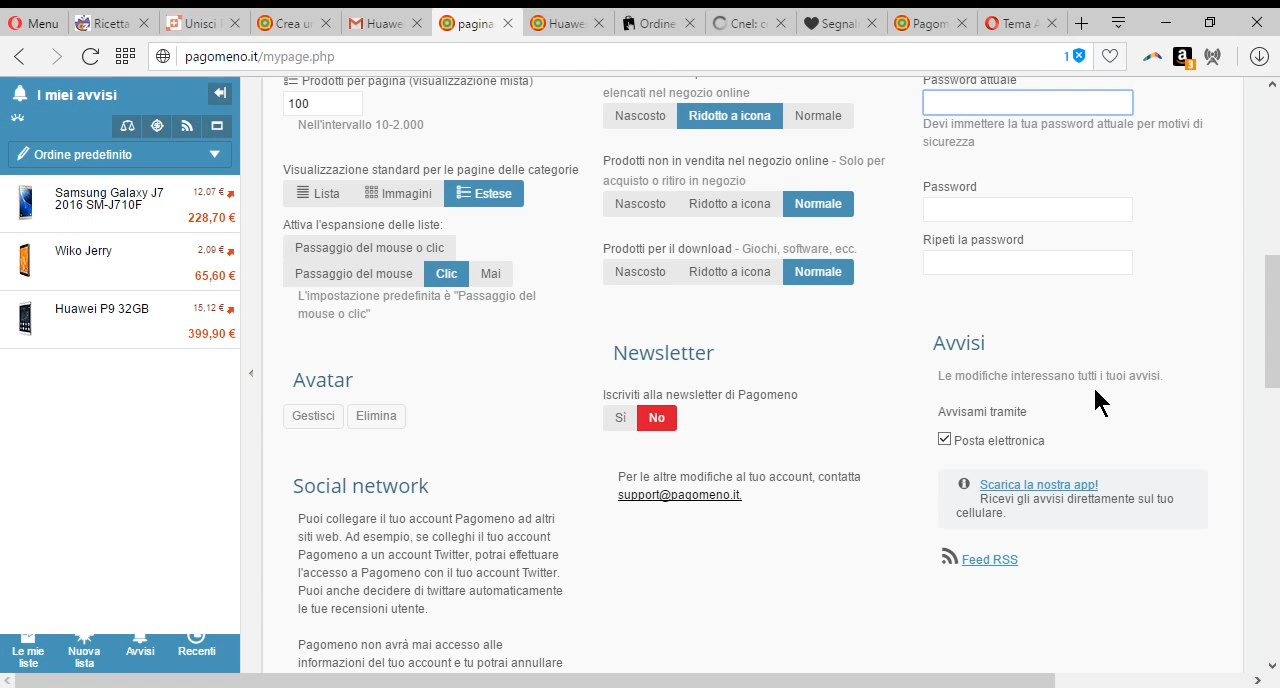 Menu
Ricetta
Unisci F
Crea un
Huawe
pagina
Huawe
Ordine
Cnel: co
Segnal
Pagom
Tema A
pagomeno.it/mypage.php
1
3
I miei avvisi
Ordine predefinito
Samsung Galaxy J7
2016 SM-J710F
12,07 €
228,70 €
Wiko Jerry
2,09 €
65,60 €
Huawei P9 32GB
15,12 €
399,90 €
Le mie
liste
Nuova
lista
Avvisi
Recenti
Prodotti per pagina (visualizzazione mista)
100
Nell'intervallo 10-2.000
Visualizzazione standard per le pagine delle categorie
Lista
Immagini
Estese
Attiva l'espansione delle liste:
Passaggio del mouse o clic
Passaggio del mouse
Clic
Mai
L'impostazione predefinita è "Passaggio del
mouse o clic"
Avatar
Gestisci
Elimina
Social network
Puoi collegare il tuo account Pagomeno ad altri
siti web. Ad esempio, se colleghi il tuo account
Pagomeno a un account Twitter, potrai effettuare
l'accesso a Pagomeno con il tuo account Twitter.
Puoi anche decidere di twittare automaticamente
le tue recensioni utente.
Pagomeno non avrà mai accesso alle
informazioni del tuo account e tu potrai annullare
elencati nel negozio online
Nascosto
Ridotto a icona
Normale
Prodotti non in vendita nel negozio online - Solo per
acquisto o ritiro in negozio
Nascosto
Ridotto a icona
Normale
Prodotti per il download - Giochi, software, ecc.
Nascosto
Ridotto a icona
Normale
Newsletter
Iscriviti alla newsletter di Pagomeno
Sì
No
Per le altre modifiche al tuo account, contatta
support@pagomeno.it.
Password attuale
Devi immettere la tua password attuale per motivi di
sicurezza
Password
Ripeti la password
Avvisi
Le modifiche interessano tutti i tuoi avvisi.
Avvisami tramite
Posta elettronica
Scarica la nostra app!
Ricevi gli avvisi direttamente sul tuo
cellulare.
Feed RSS